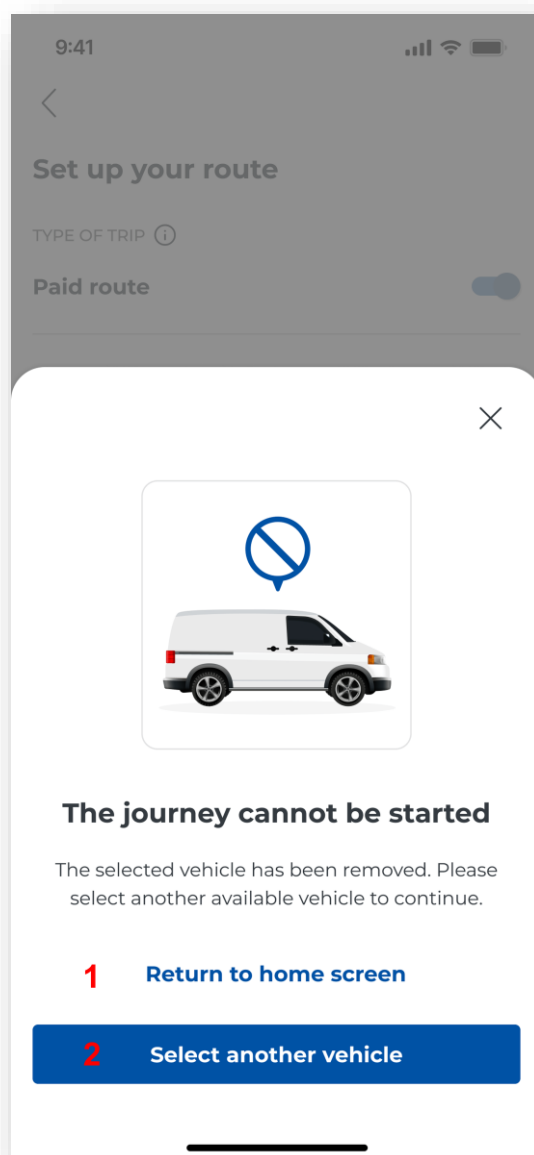 9:41
Set up your route
TYPE OF TRIP
Paid route
The journey cannot be started
The selected vehicle has been removed. Please
select another available vehicle to continue.
1 Return to home screen
2 Select another vehicle